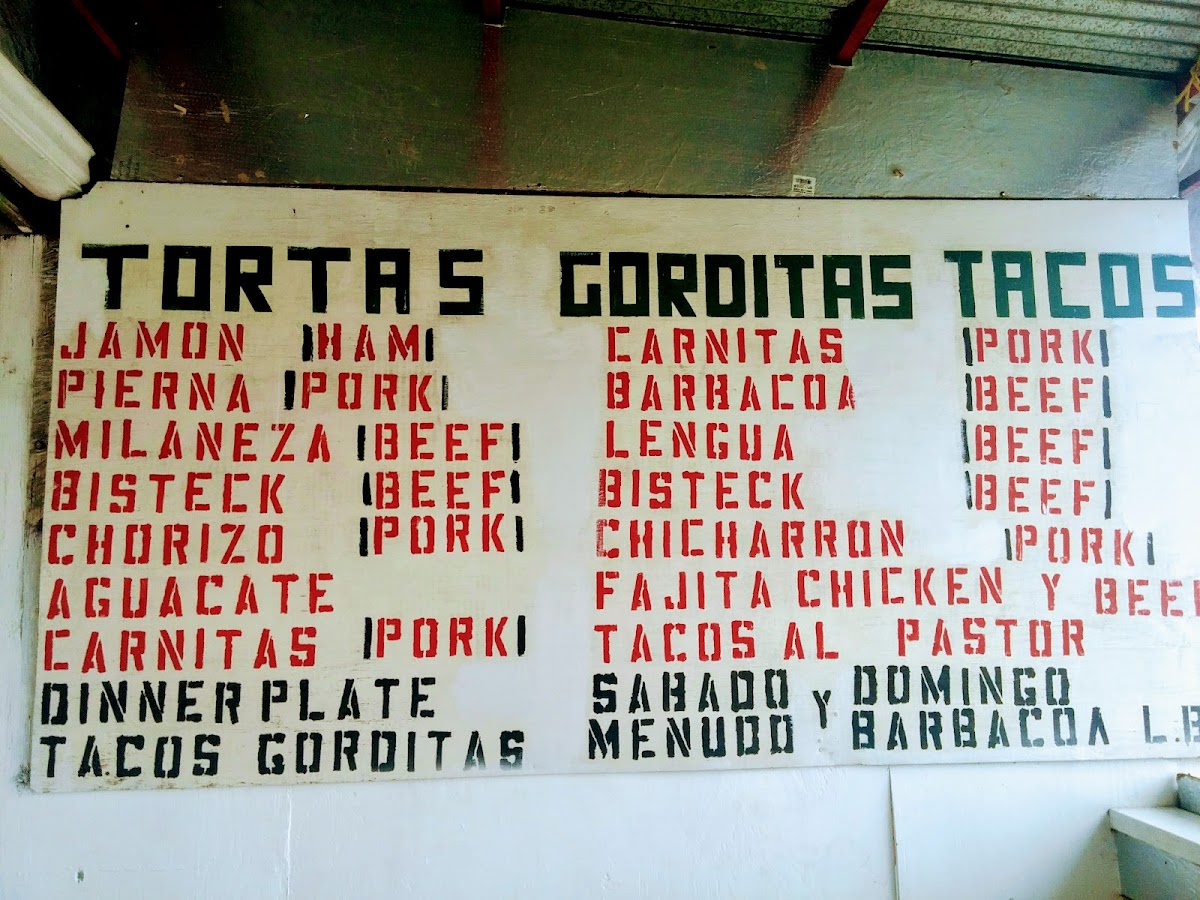 TORTAS
JAMON |HAM|
PIERNA |PORK|
MILANEZA |BEEF|
BISTECK |BEEF|
CHORIZO |PORK|
AGUACATE
CARNITAS |PORK|
DINNER PLATE
TACOS GORDITAS
GORDITAS TACOS
CARNITAS |PORK|
BARBACOA |BEEF|
LENGUA |BEEF|
BISTECK |BEEF|
CHICHARRON |PORK|
FAJITA CHICKEN Y BEEF
TACOS AL PASTOR
SABADO Y DOMINGO
MENUDO BARBACOA L.B